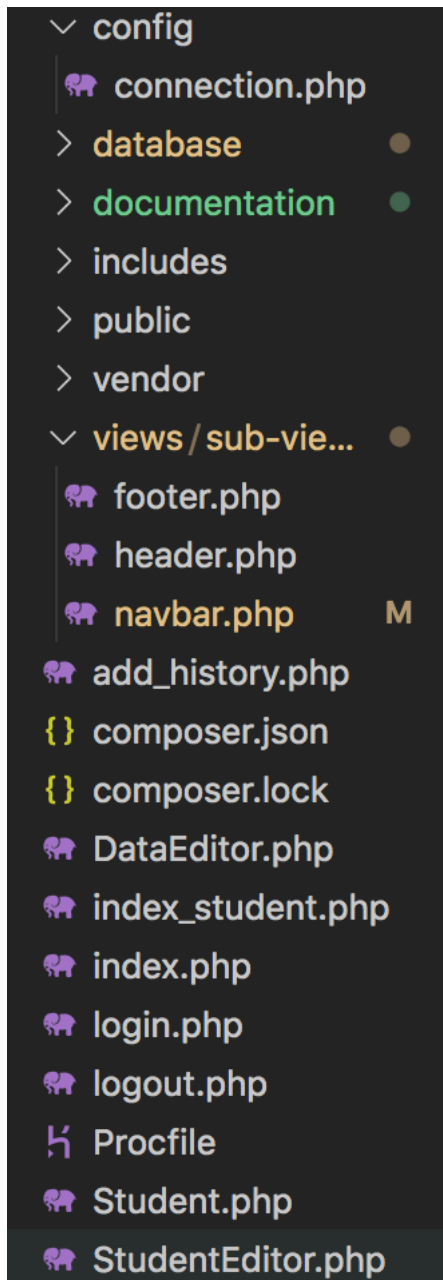 config
connection.php
database
documentation
includes
public
vendor
views/sub-vie...
footer.php
header.php
navbar.php M
add_history.php
{} composer.json
{} composer.lock
DataEditor.php
index_student.php
index.php
login.php
logout.php
Procfile
Student.php
StudentEditor.php